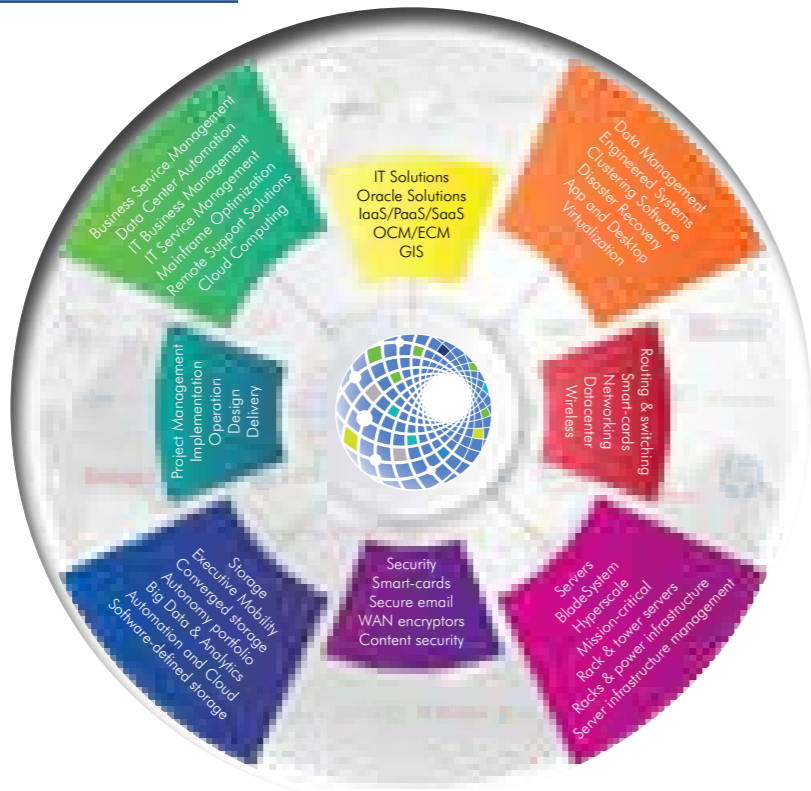 IT Solutions
Oracle Solutions
IaaS/PaaS/SaaS
OCM/ECM
GIS
Data Management
Engineered Systems
Clustering Software
Disaster Recovery
App and Desktop
Virtualization
Routing & switching
Smart-cards
Networking
Datacenter
Wireless
Servers
BladeSystem
Hyperscale
Mission-critical
Rack & tower servers
Racks & power infrastructure
Server infrastructure management
Security
Smart-cards
Secure email
WAN encryptors
Content security
Storage
Executive Mobility
Converged storage
Autonomy portfolio
Big Data & Analytics
Automation and Cloud
Software-defined storage
Project Management
Implementation
Operation
Design
Delivery
Business Service Management
Data Center Automation
IT Business Management
IT Service Management
Mainframe Optimization
Remote Support Solutions
Cloud Computing